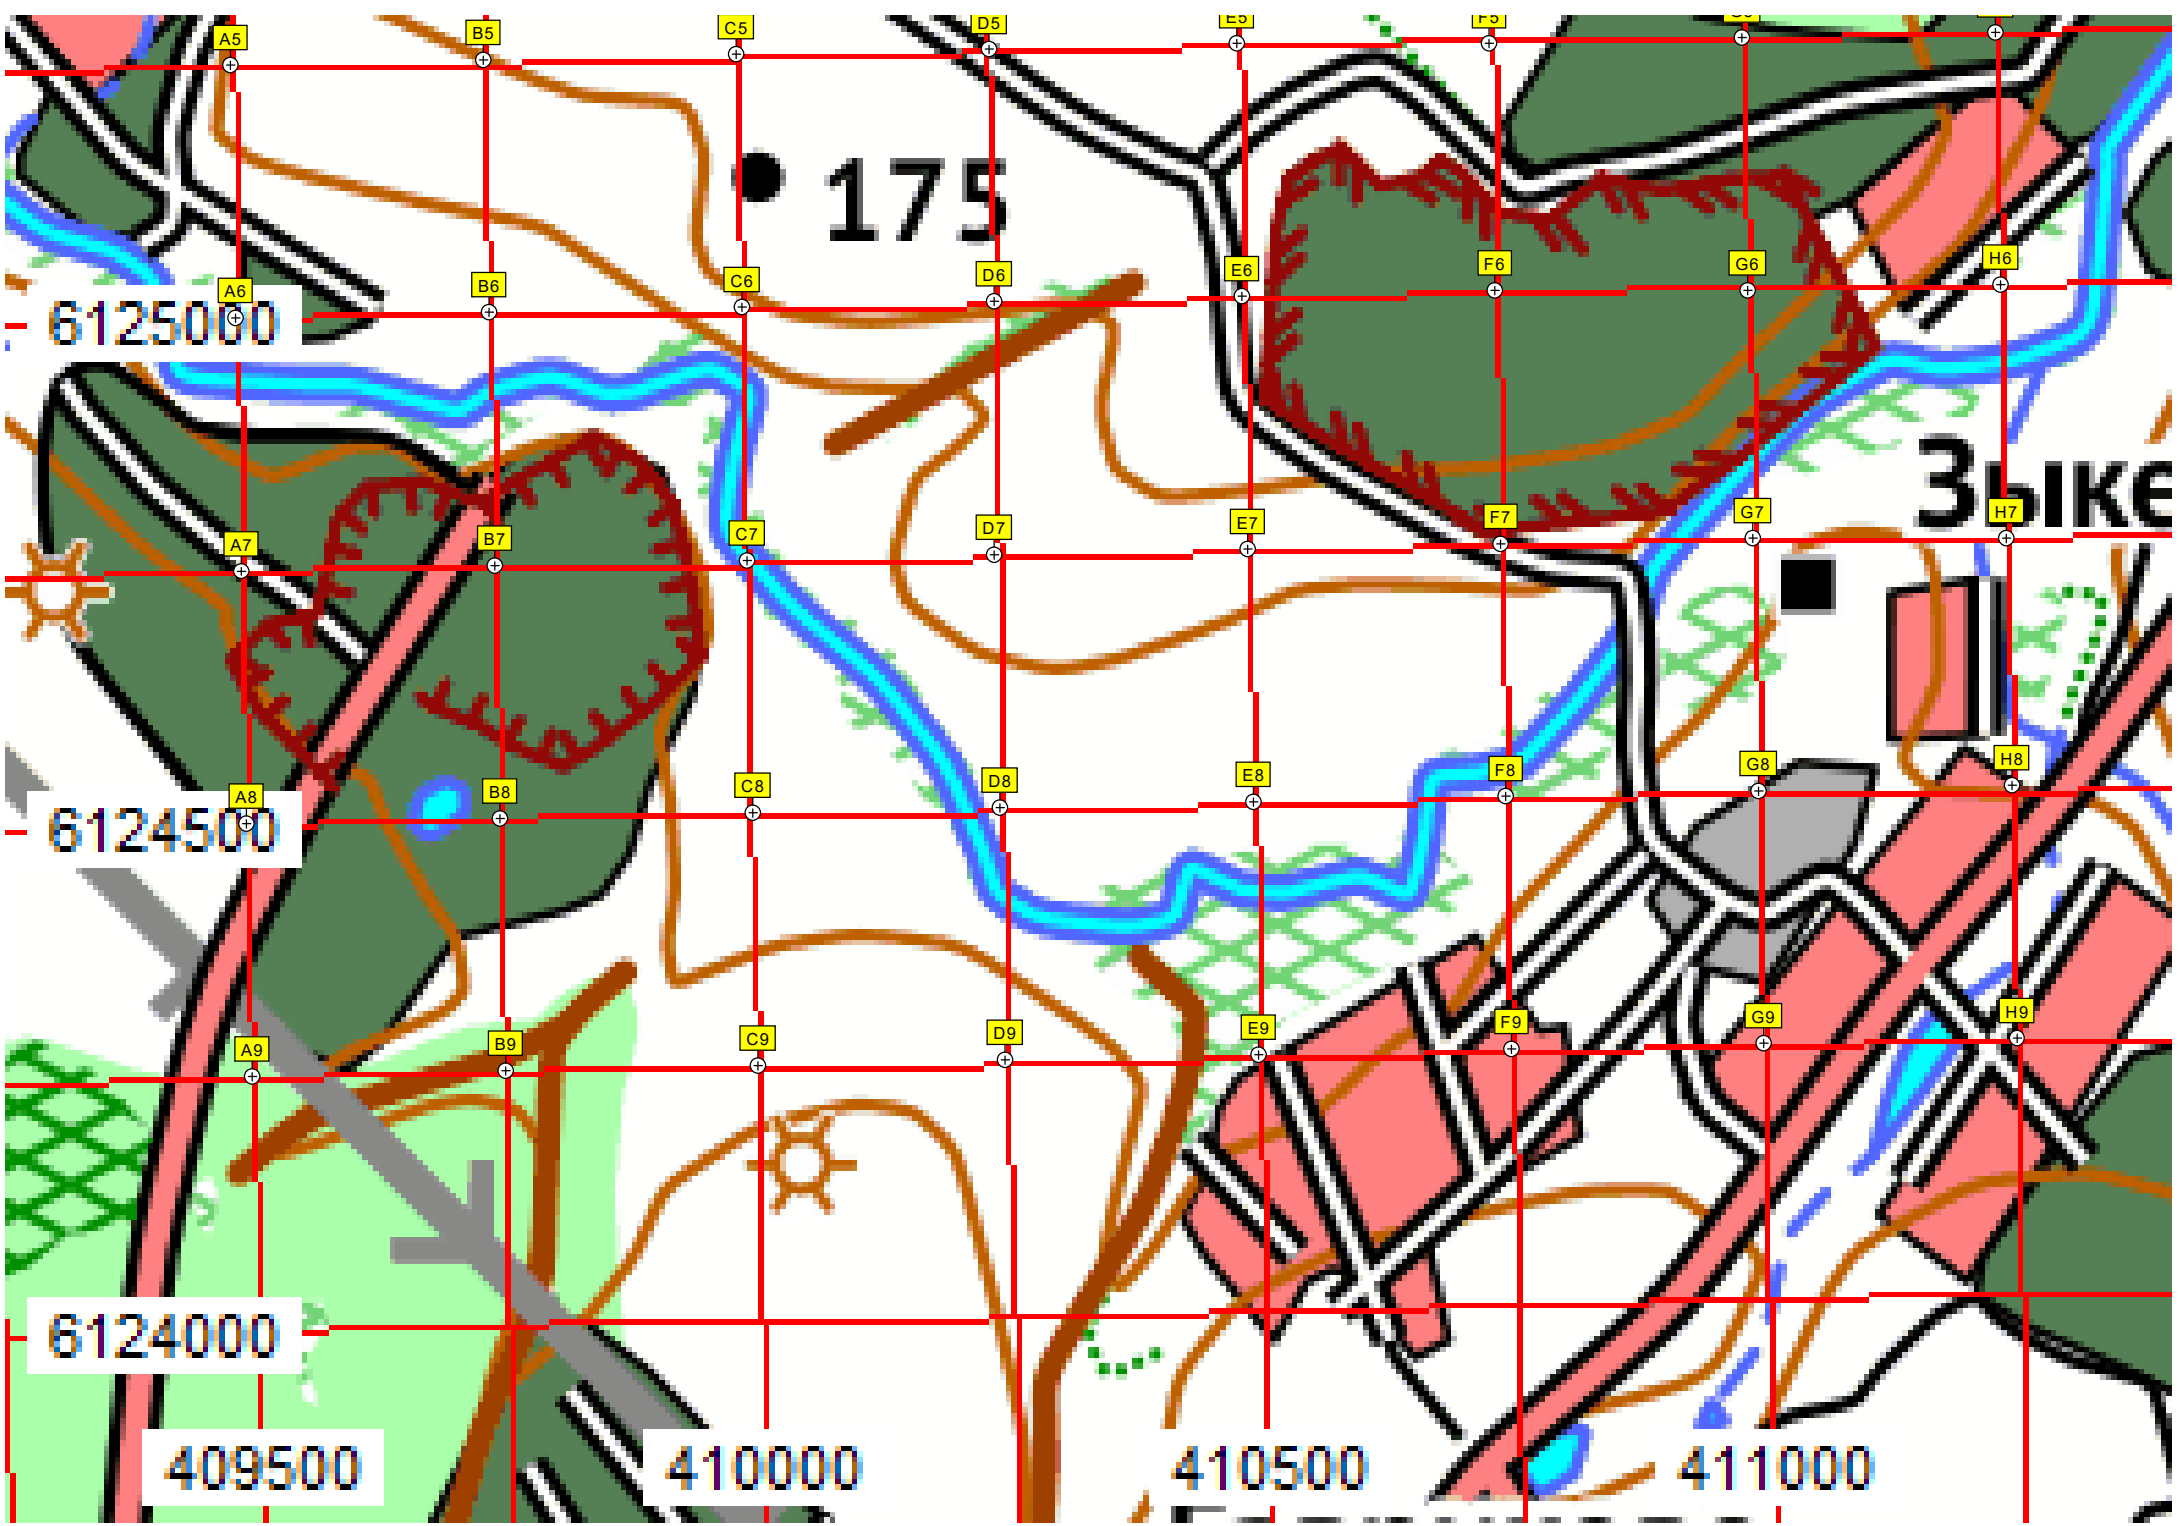 A5 B5 C5 D5 E5 F5
175
A6 B6 C6 D6 E6 F6 G6 H6
6125000
Зыке
A7 B7 C7 D7 E7 F7 G7 H7
A8 B8 C8 D8 E8 F8 G8 H8
6124500
A9 B9 C9 D9 E9 F9 G9 H9
6124000
409500 410000 410500 411000